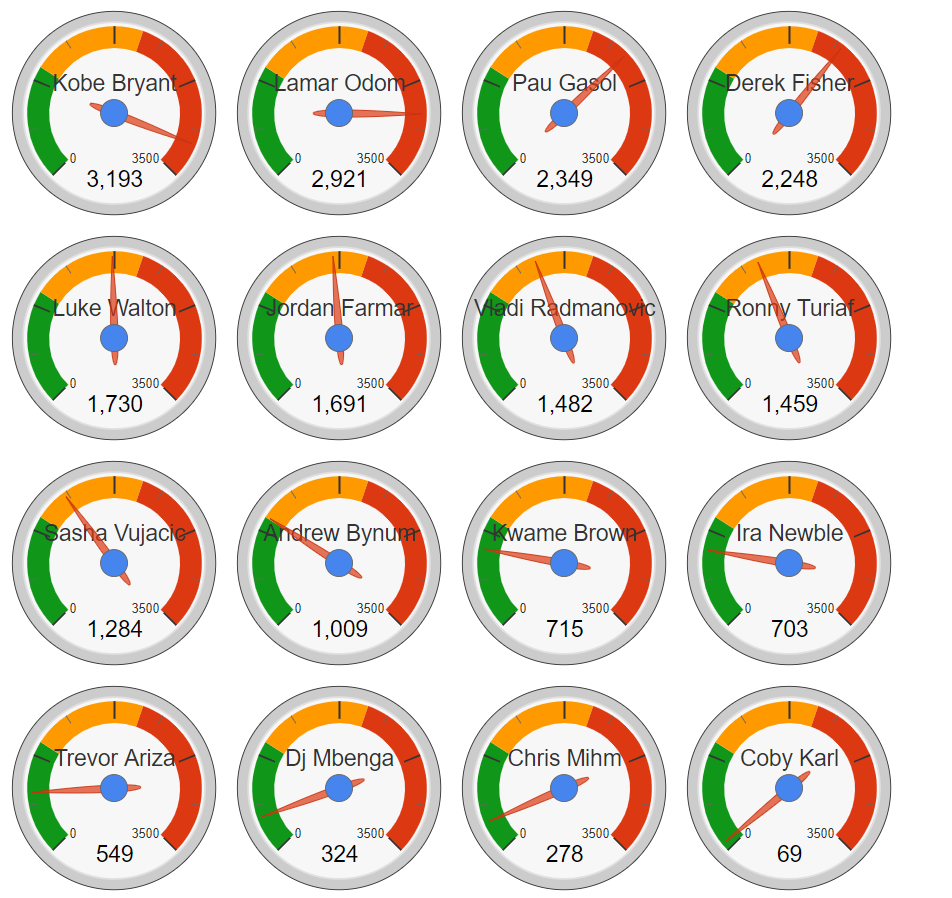 Kobe Bryant
0 3500
3,193
Lamar Odom
0 3500
2,921
Pau Gasol
0 3500
2,349
Derek Fisher
0 3500
2,248
Luke Walton
0 3500
1,730
Jordan Farmar
0 3500
1,691
Vladi Radmanovic
0 3500
1,482
Ronny Turiaf
0 3500
1,459
Sasha Vujacic
0 3500
1,284
Andrew Bynum
0 3500
1,009
Kwame Brown
0 3500
715
Ira Newble
0 3500
703
Trevor Ariza
0 3500
549
Dj Mbenga
0 3500
324
Chris Mihm
0 3500
278
Coby Karl
0 3500
69